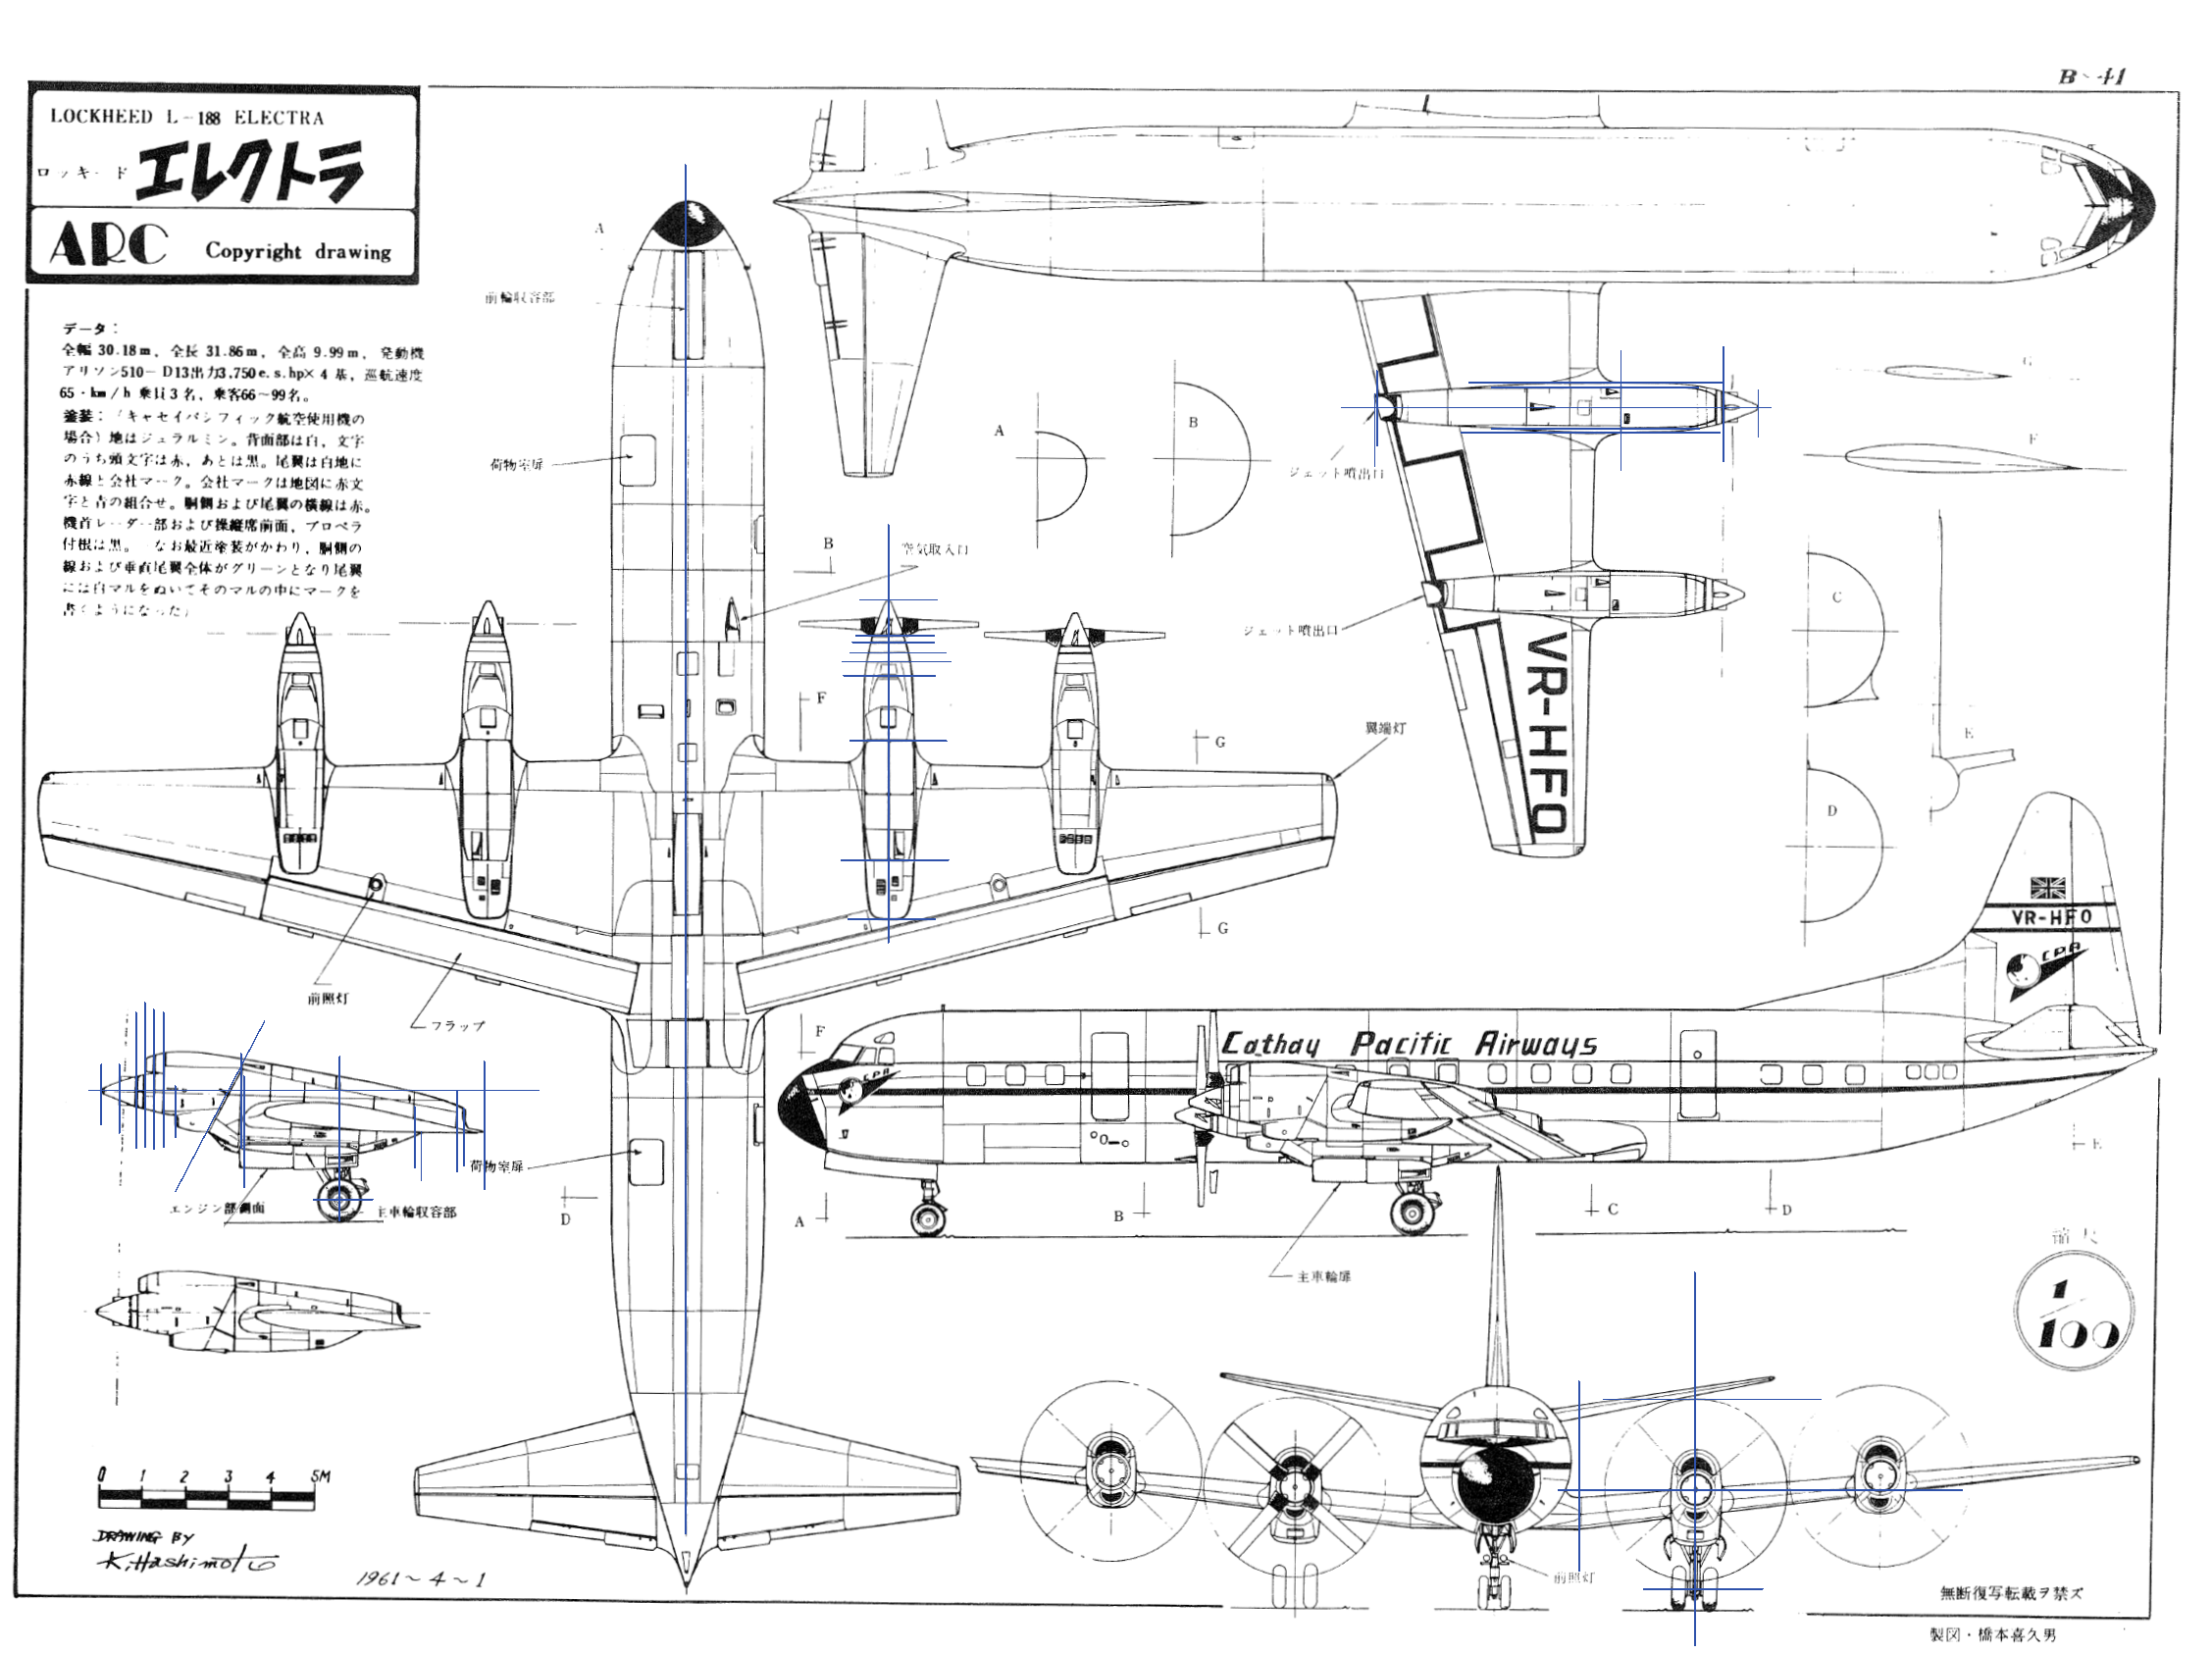 B-41
LOCKHEED L-188 ELECTRA
ロッキード エレクトラ
ARC Copyright drawing
データ：
全幅 30.18m, 全長 31.86m, 全高 9.99m, 発動機
アリソン510-D13出力3.750e.s.hp×4基, 巡航速度
65・km/h 乗員3名, 乗客66〜99名。
塗装：(キャセイパシフィック航空使用機の
場合）地はジュラルミン。背面部は白, 文字
のうち頭文字は赤, あとは黒。尾翼は白地に
赤線と会社マーク。会社マークは地図に赤文
字と青の組合せ。胴側および尾翼の横線は赤。
機首レーダー部および操縦席前面, プロペラ
付根は黒。 なお最近塗装がかわり, 胴側の
線および垂直尾翼全体がグリーンとなり尾翼
には白マルをぬいてそのマルの中にマークを
書くようになった）
A
前輪収容部
荷物室扉
B
空気取入口
F
G
翼端灯
G
前照灯
フラップ
F
A
B
ジェット噴出口
ジェット噴出口
VR-HFO
G
F
C
E
D
VR-HFO
CPA
Cathay Pacific Airways
CPA
荷物室扉
D
エンジン部側面
主車輪収容部
A
B
C
D
E
主車輪扉
縮尺
1/100
前照灯
0 1 2 3 4 5M
DRAWING BY
K.Hashimoto
1961〜4〜1
無断復写転載ヲ禁ズ
製図・橋本喜久男